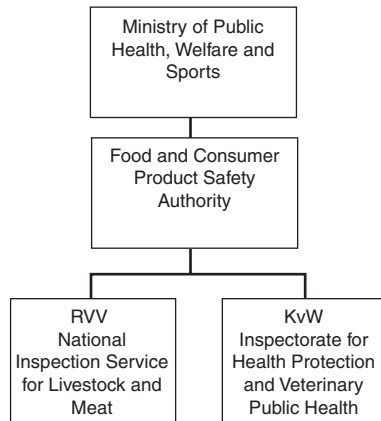 Ministry of Public
Health, Welfare and
Sports
Food and Consumer
Product Safety
Authority
RVV
National
Inspection Service
for Livestock and
Meat
KvW
Inspectorate for
Health Protection
and Veterinary
Public Health